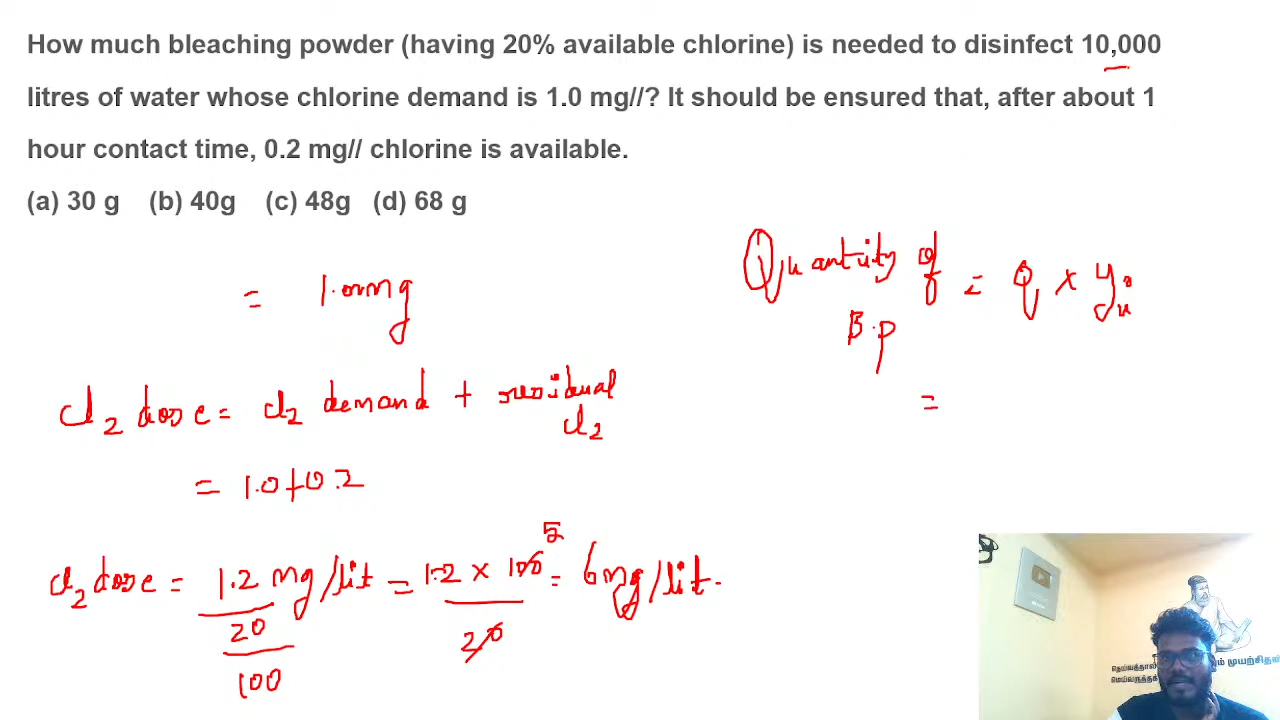 How much bleaching powder (having 20% available chlorine) is needed to disinfect 10,000
litres of water whose chlorine demand is 1.0 mg//? It should be ensured that, after about 1
hour contact time, 0.2 mg// chlorine is available.
(a) 30 g (b) 40g (c) 48g (d) 68 g
= 1.00mg
Cl2 dose = Cl2 demand + residual
Cl2
= 1.0+0.2
Cl2 dose = 1.2 mg/lit = 1.2 x 100 = 6mg/lit.
5
20
100
20
Quantity of = Q x
B.P
=